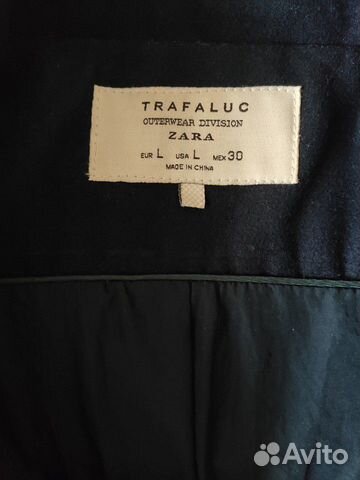 TRAFALUC
OUTERWEAR DIVISION
ZARA
EUR L USA L MEX 30
MADE IN CHINA
Avito